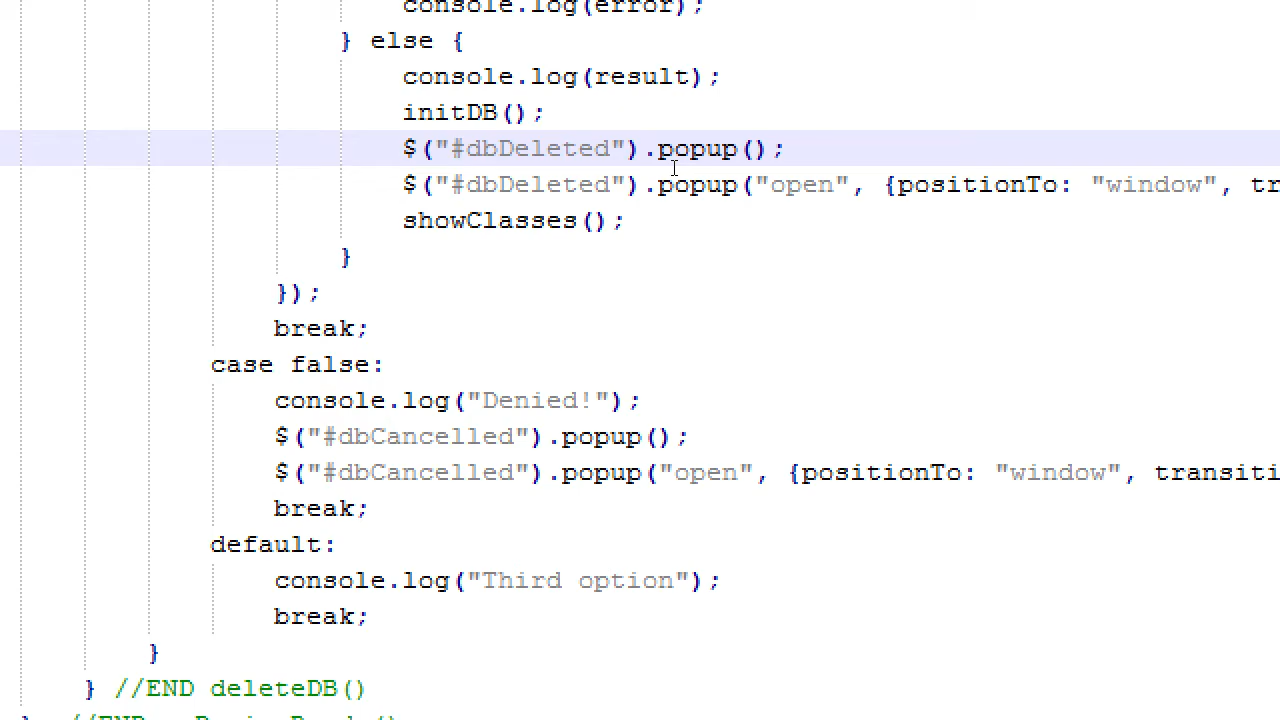 console.log(error);
} else {
console.log(result);
initDB();
$("#dbDeleted").popup();
$("#dbDeleted").popup("open", {positionTo: "window", tr
showClasses();
}
});
break;
case false:
console.log("Denied!");
$("#dbCancelled").popup();
$("#dbCancelled").popup("open", {positionTo: "window", transiti
break;
default:
console.log("Third option");
break;
}
} //END deleteDB()
} //END